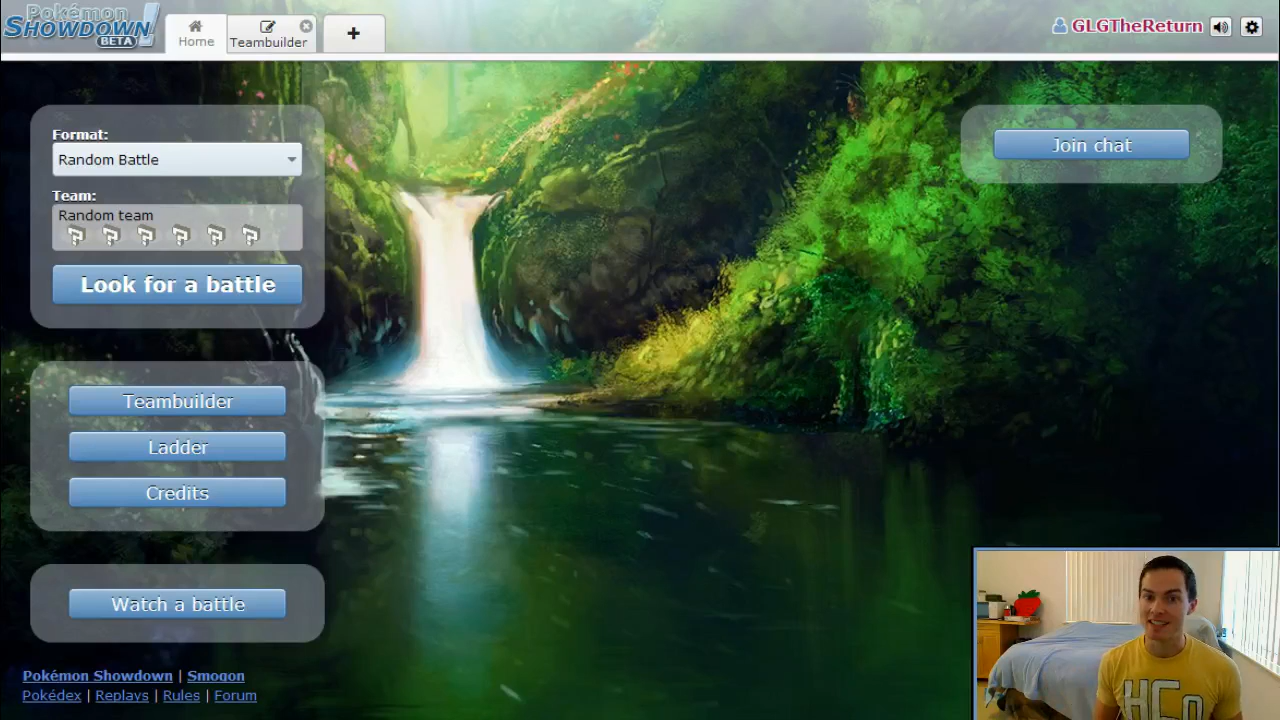 Pokémon
Showdown!
BETA
Home
Teambuilder
+
GLGTheReturn
Format:
Random Battle
Team:
Random team
? ? ? ? ? ?
Look for a battle
Join chat
Teambuilder
Ladder
Credits
Watch a battle
Pokémon Showdown | Smogon
Pokédex | Replays | Rules | Forum